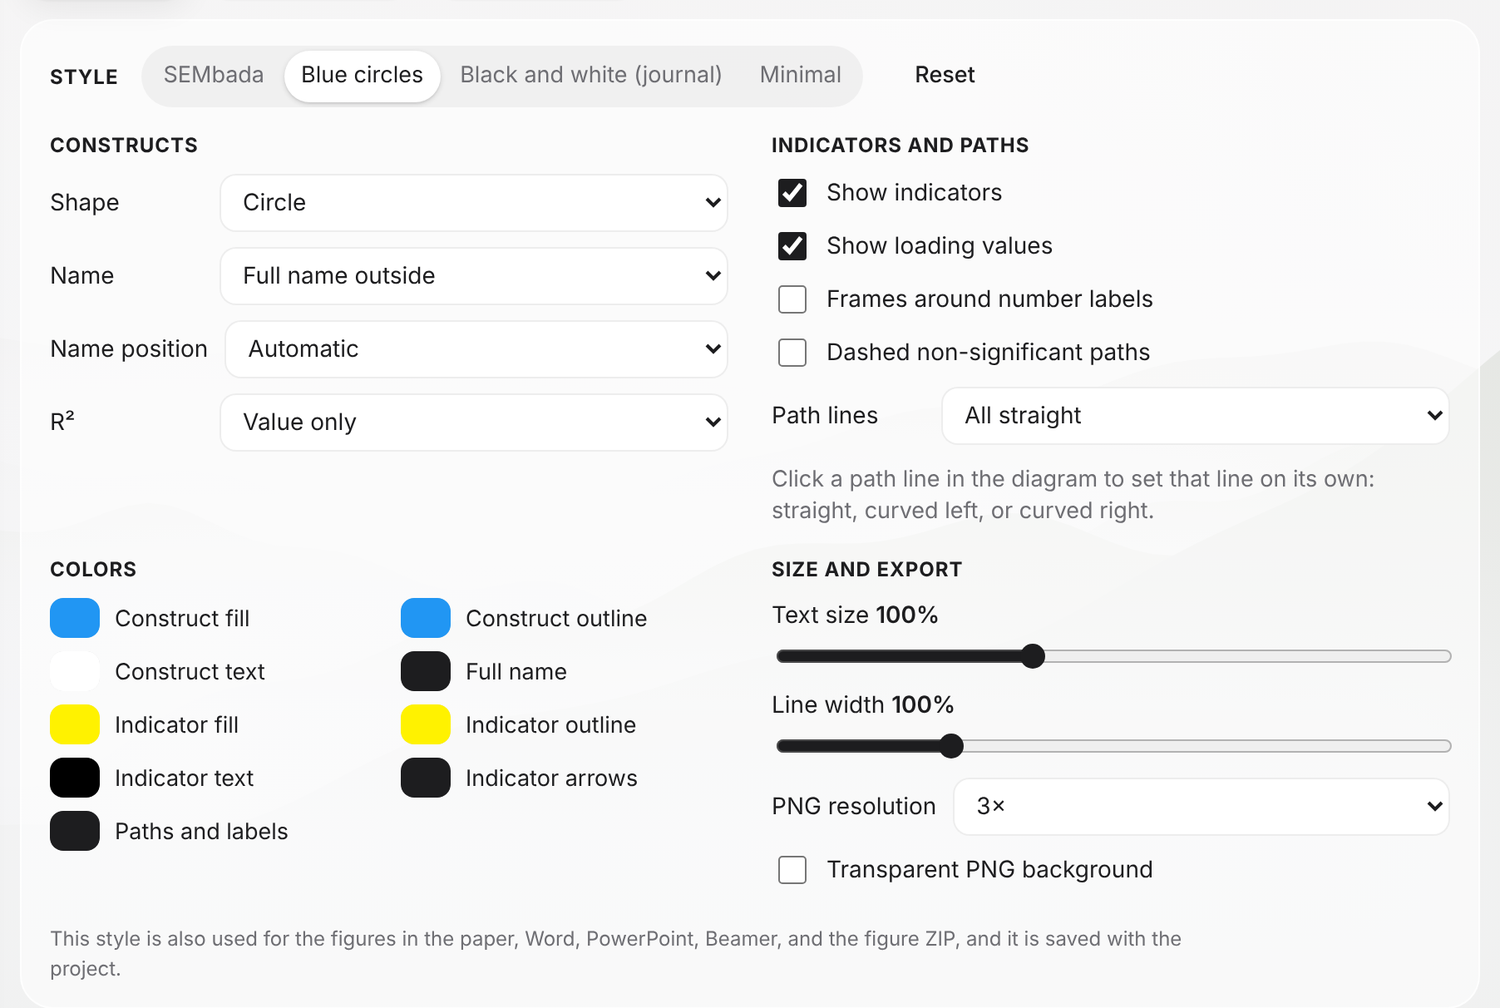 STYLE SEMbada Blue circles Black and white (journal) Minimal Reset
CONSTRUCTS
Shape Circle
Name Full name outside
Name position Automatic
R² Value only
INDICATORS AND PATHS
Show indicators
Show loading values
Frames around number labels
Dashed non-significant paths
Path lines All straight
Click a path line in the diagram to set that line on its own:
straight, curved left, or curved right.
COLORS
Construct fill Construct outline
Construct text Full name
Indicator fill Indicator outline
Indicator text Indicator arrows
Paths and labels
SIZE AND EXPORT
Text size 100%
Line width 100%
PNG resolution 3×
Transparent PNG background
This style is also used for the figures in the paper, Word, PowerPoint, Beamer, and the figure ZIP, and it is saved with the
project.